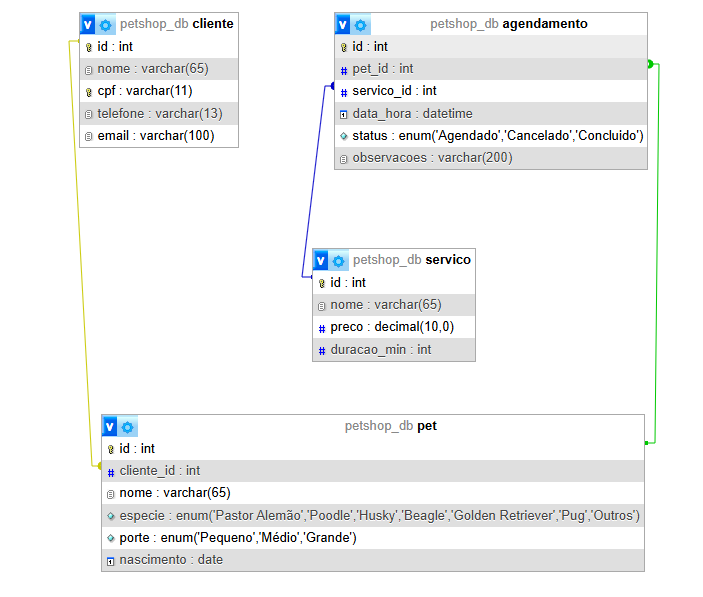 petshop_db cliente
id : int
nome : varchar(65)
cpf : varchar(11)
telefone : varchar(13)
email : varchar(100)
petshop_db agendamento
id : int
pet_id : int
servico_id : int
data_hora : datetime
status : enum('Agendado','Cancelado','Concluido')
observacoes : varchar(200)
petshop_db servico
id : int
nome : varchar(65)
preco : decimal(10,0)
duracao_min : int
petshop_db pet
id : int
cliente_id : int
nome : varchar(65)
especie : enum('Pastor Alemão','Poodle','Husky','Beagle','Golden Retriever','Pug','Outros')
porte : enum('Pequeno','Médio','Grande')
nascimento : date